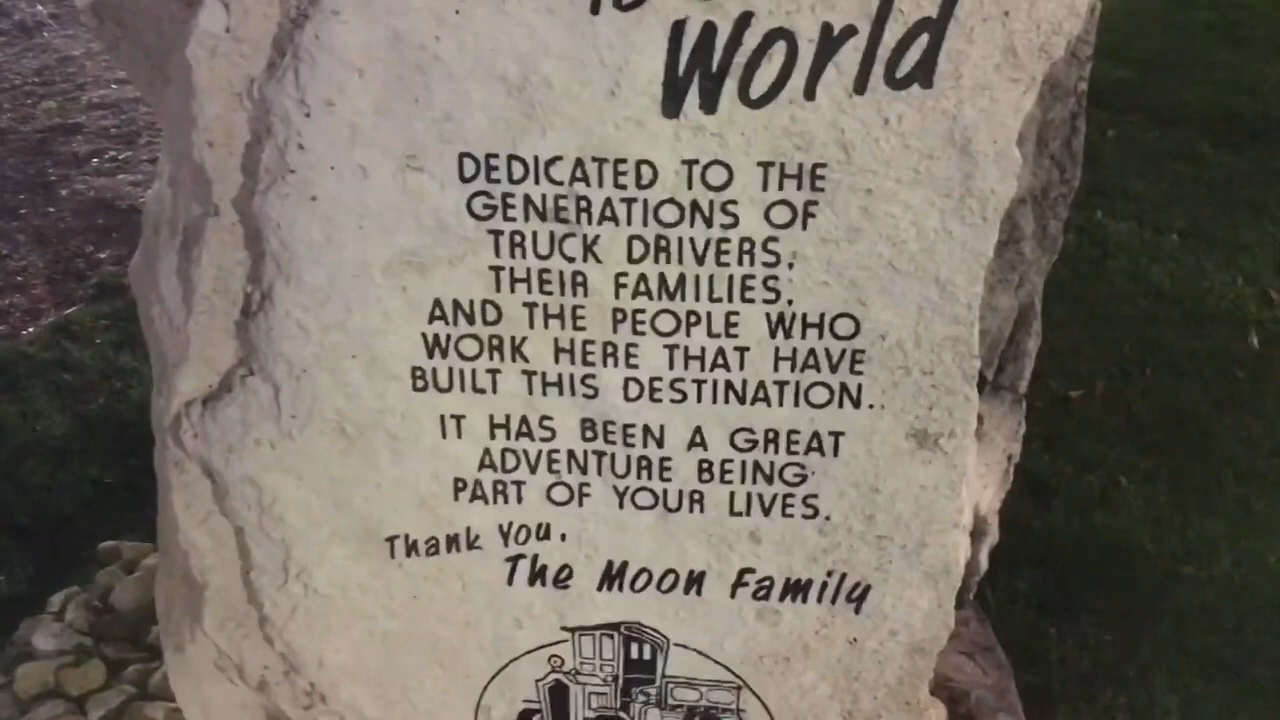 World
DEDICATED TO THE
GENERATIONS OF
TRUCK DRIVERS,
THEIR FAMILIES,
AND THE PEOPLE WHO
WORK HERE THAT HAVE
BUILT THIS DESTINATION..
IT HAS BEEN A GREAT
ADVENTURE BEING
PART OF YOUR LIVES.
Thank You,
The Moon Family